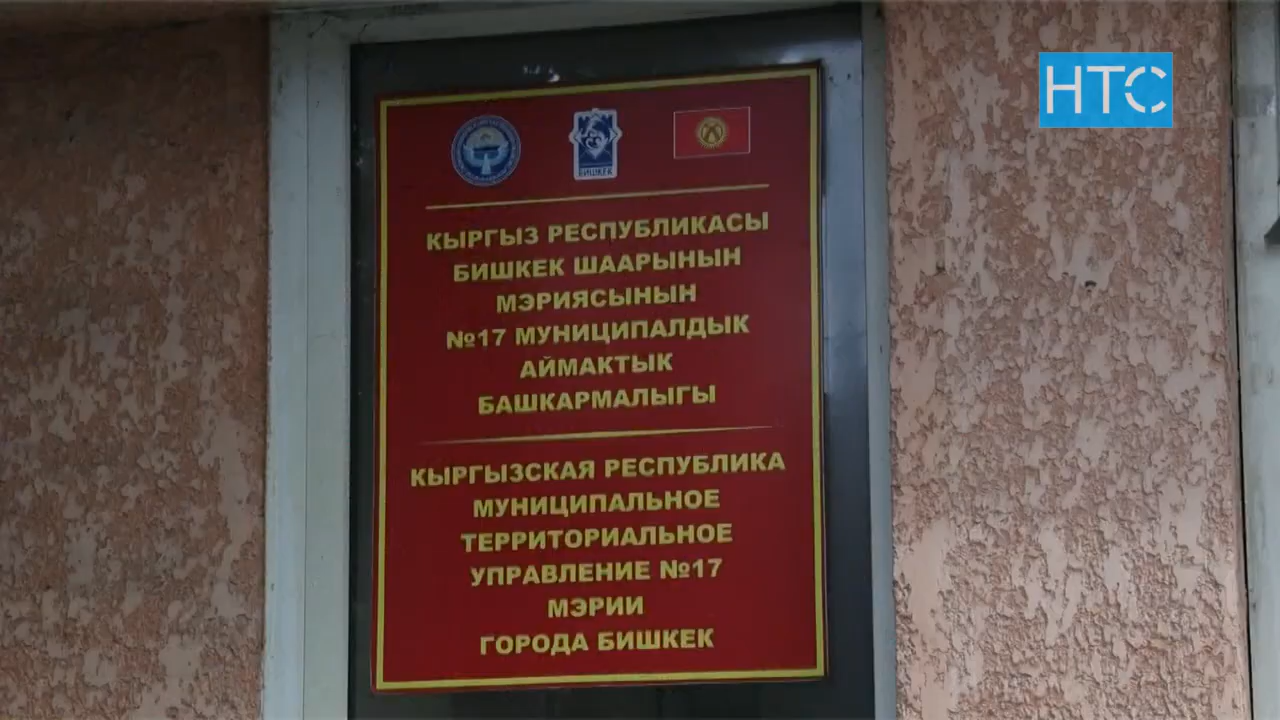 НТС
БИШКЕК
КЫРГЫЗ РЕСПУБЛИКАСЫ
БИШКЕК ШААРЫНЫН
МЭРИЯСЫНЫН
№17 МУНИЦИПАЛДЫК
АЙМАКТЫК
БАШКАРМАЛЫГЫ
КЫРГЫЗСКАЯ РЕСПУБЛИКА
МУНИЦИПАЛЬНОЕ
ТЕРРИТОРИАЛЬНОЕ
УПРАВЛЕНИЕ №17
МЭРИИ
ГОРОДА БИШКЕК